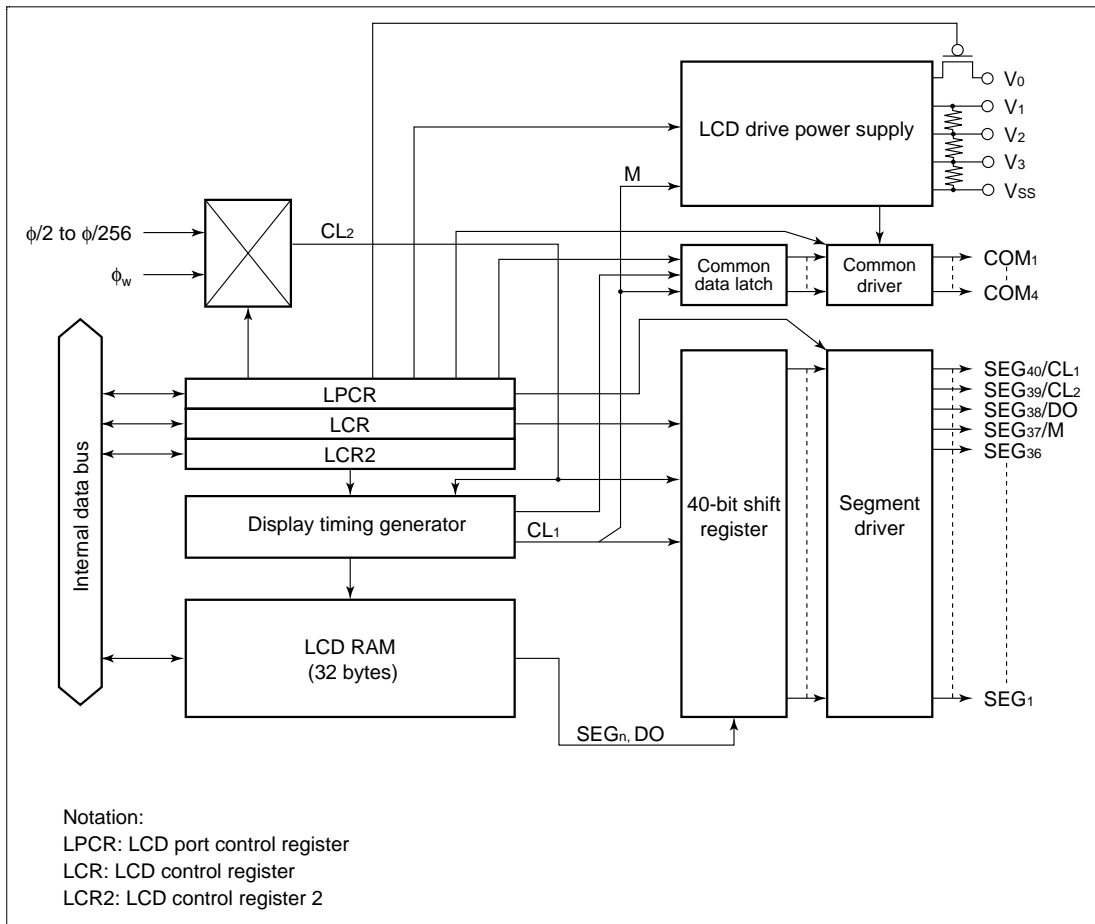 V0
V1
LCD drive power supply
V2
V3
M
VSS
ϕ/2 to ϕ/256
CL2
ϕw
Common
data latch
Common
driver
COM1
COM4
Internal data bus
LPCR
LCR
LCR2
SEG40/CL1
SEG39/CL2
SEG38/DO
SEG37/M
SEG36
Display timing generator
CL1
40-bit shift
register
Segment
driver
LCD RAM
(32 bytes)
SEGn, DO
SEG1
Notation:
LPCR: LCD port control register
LCR: LCD control register
LCR2: LCD control register 2